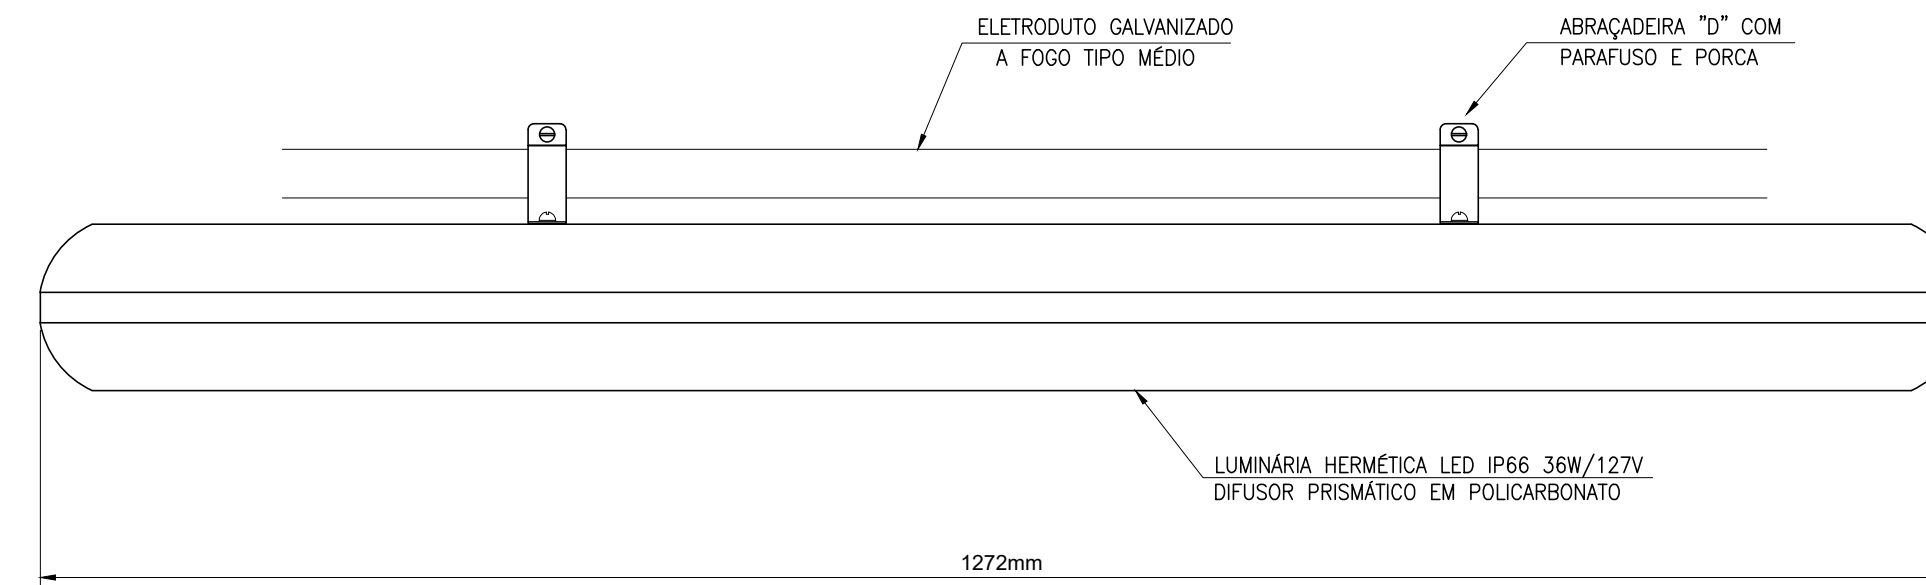 ELETRODUTO GALVANIZADO
A FOGO TIPO MÉDIO
ABRAÇADEIRA "D" COM
PARAFUSO E PORCA
LUMINÁRIA HERMÉTICA LED IP66 36W/127V
DIFUSOR PRISMÁTICO EM POLICARBONATO
1272mm